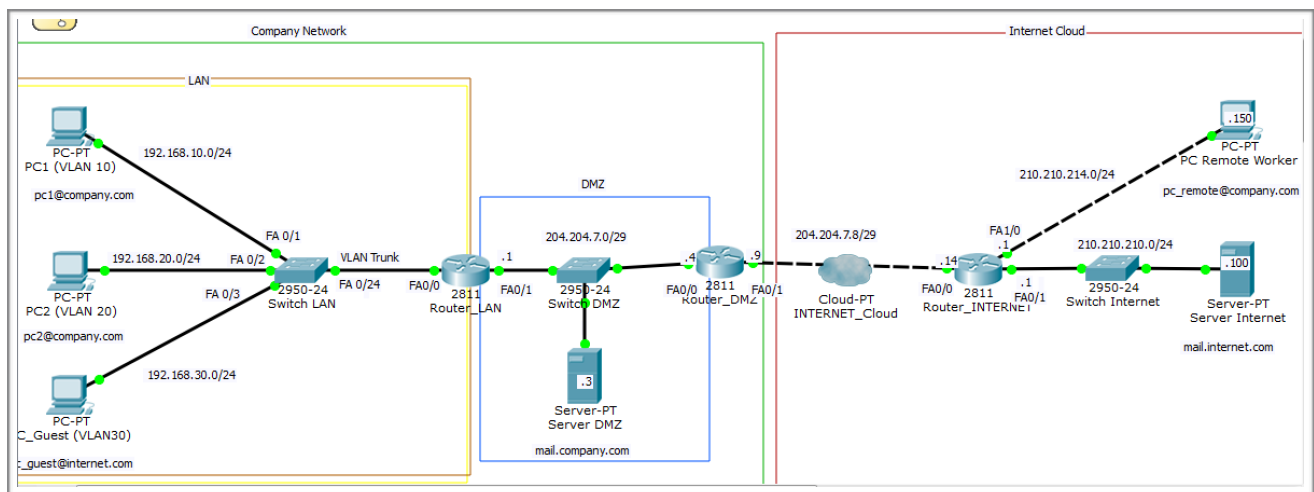 Company Network
Internet Cloud
LAN
PC-PT
PC1 (VLAN 10)
pc1@company.com
192.168.10.0/24
FA 0/1
PC-PT
PC2 (VLAN 20)
pc2@company.com
192.168.20.0/24
FA 0/2
FA 0/3
192.168.30.0/24
PC-PT
C_Guest (VLAN30)
c_guest@internet.com
2950-24
Switch LAN
VLAN Trunk
FA 0/24
FA0/0
2811
Router_LAN
.1
FA0/1
DMZ
204.204.7.0/29
2950-24
Switch DMZ
.3
Server-PT
Server DMZ
mail.company.com
.4
FA0/0
2811
Router_DMZ
.9
FA0/1
204.204.7.8/29
Cloud-PT
INTERNET_Cloud
.14
FA0/0
2811
Router_INTERNET
FA1/0
.1
.1
FA0/1
210.210.214.0/24
.150
PC-PT
PC Remote Worker
pc_remote@company.com
210.210.210.0/24
2950-24
Switch Internet
.100
Server-PT
Server Internet
mail.internet.com